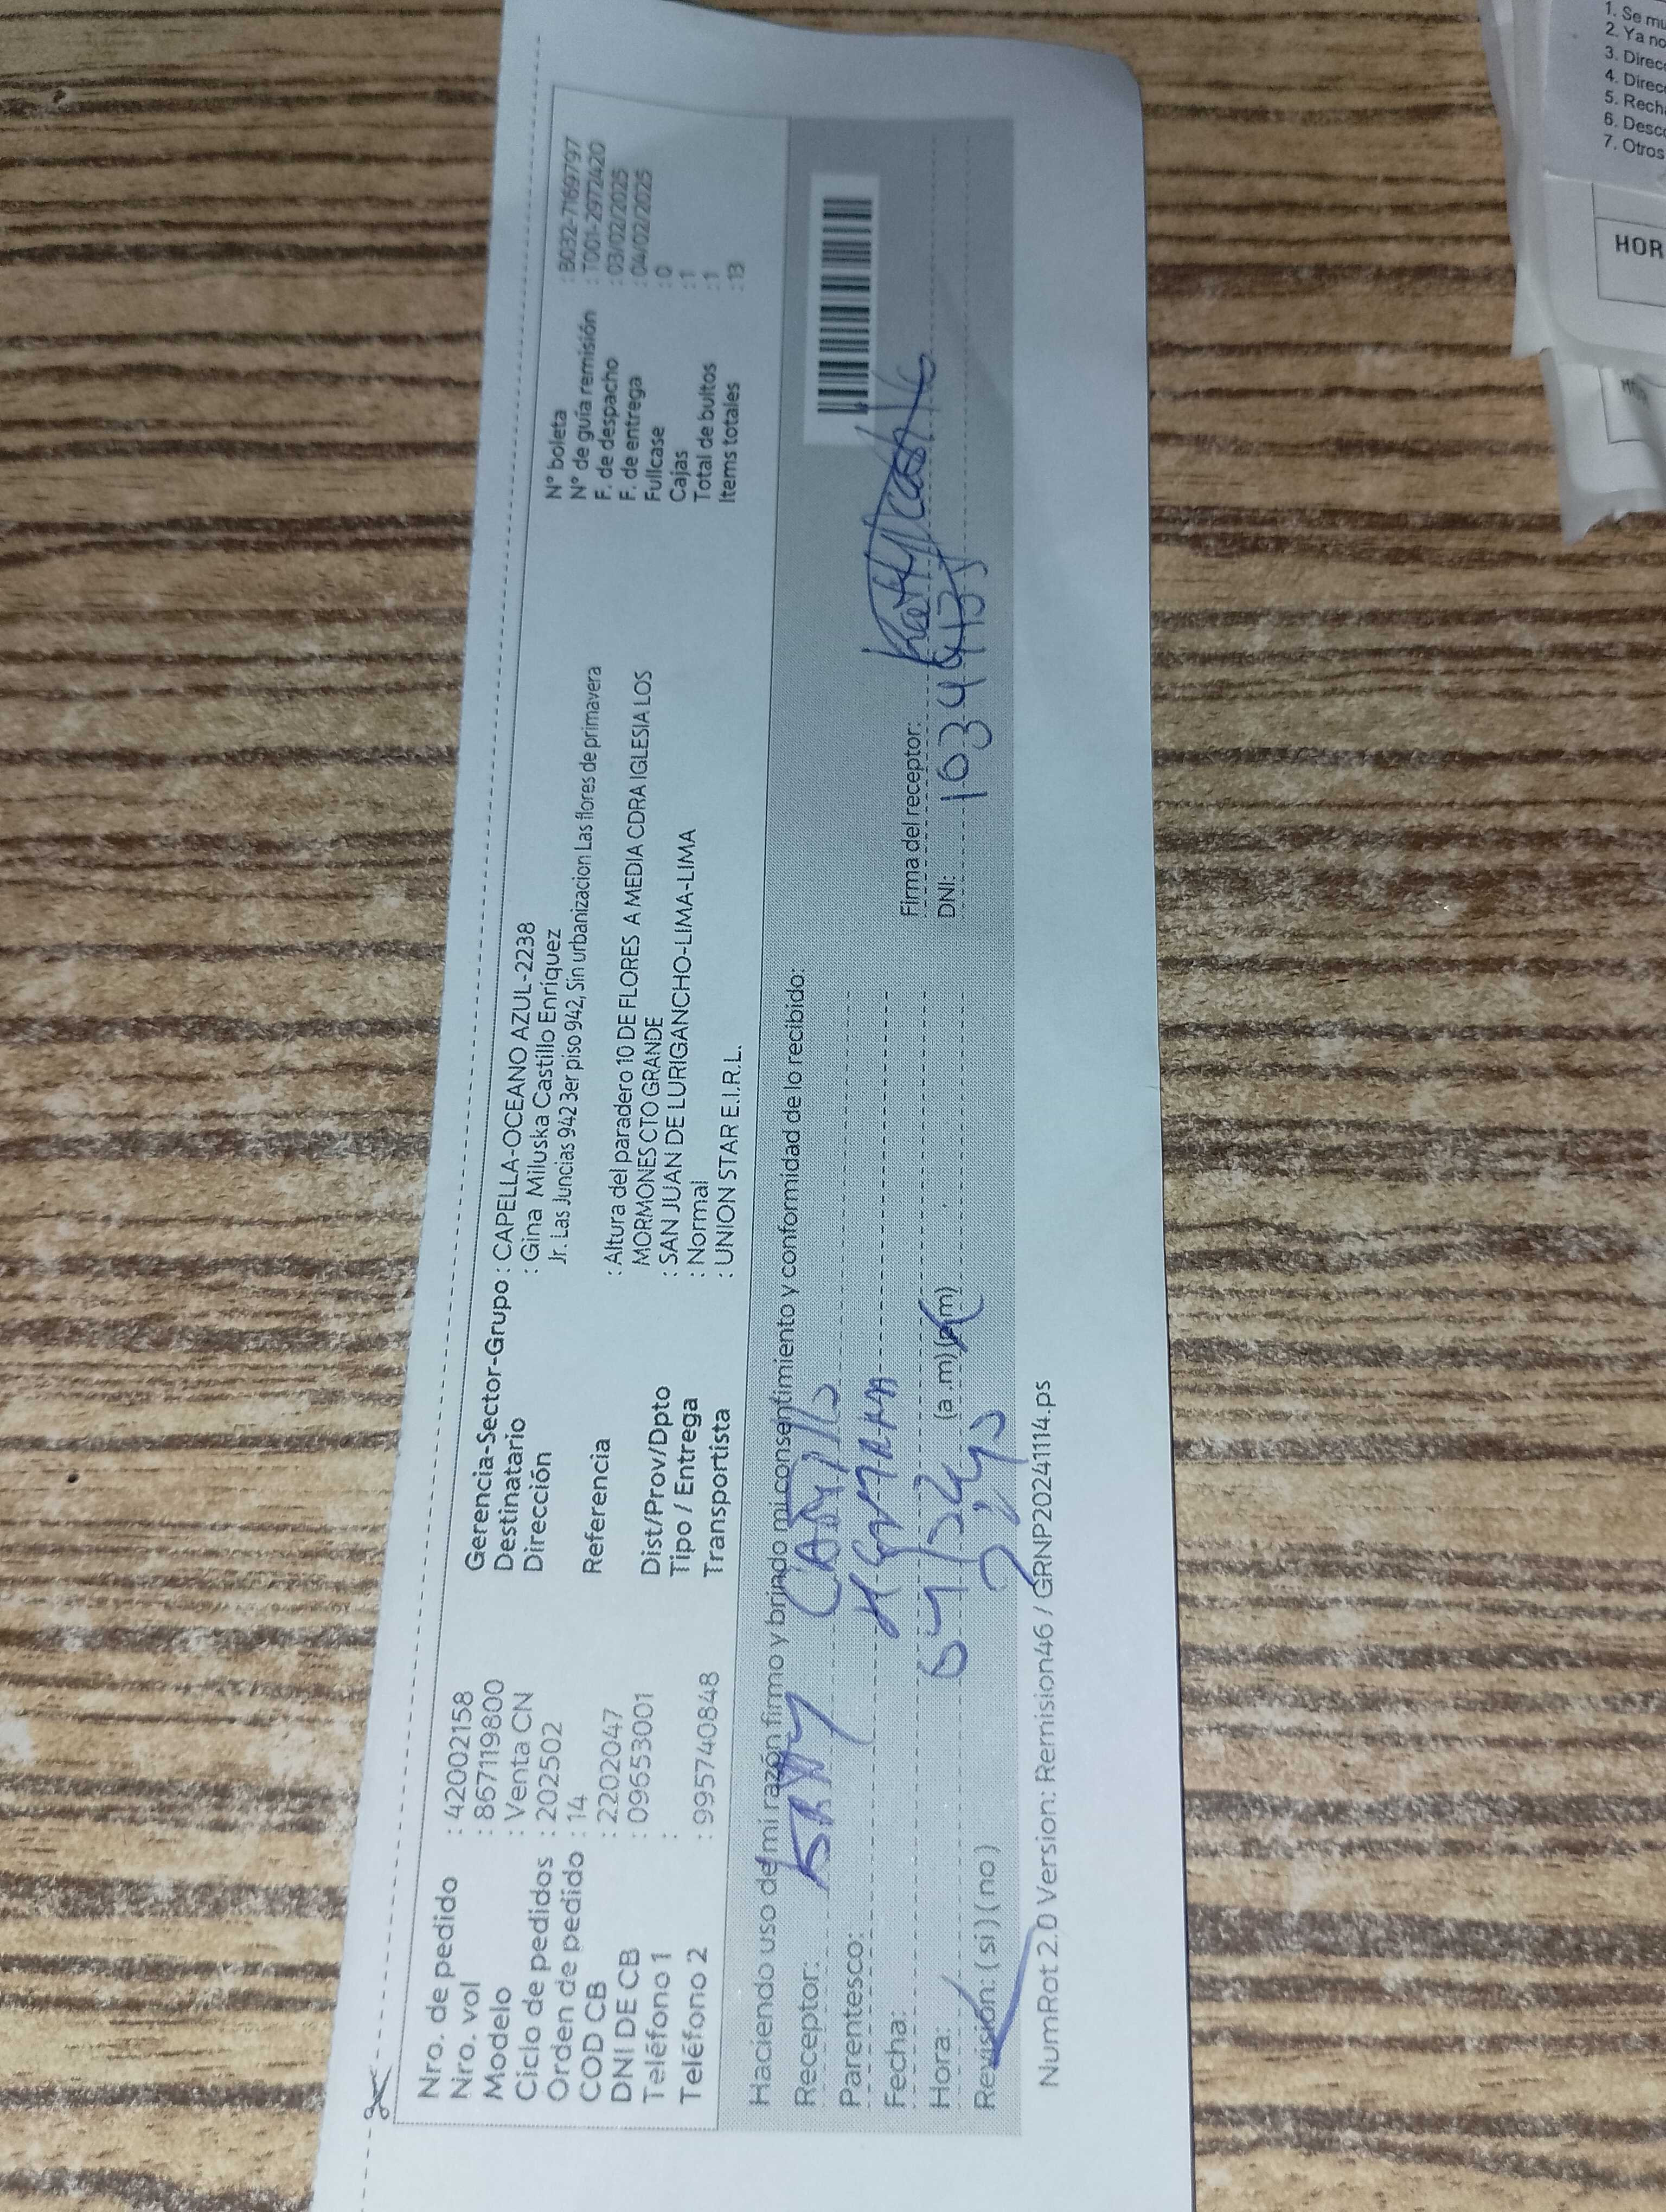 Nro. de pedido : 42002158
Nro. vol : 867119800
Modelo : Venta CN
Ciclo de pedidos : 202502
Orden de pedido : 14
COD CB : 2202047
DNI DE CB : 09653001
Teléfono 1 :
Teléfono 2 : 995740848
Gerencia-Sector-Grupo : CAPELLA-OCEANO AZUL-2238
Destinatario : Gina Miluska Castillo Enríquez
Dirección Jr. Las Juncias 942 3er piso 942, Sin urbanizacion Las flores de primavera
Referencia : Altura del paradero 10 DE FLORES A MEDIA CDRA IGLESIA LOS
MORMONES CTO GRANDE
Dist/Prov/Dpto : SAN JUAN DE LURIGANCHO-LIMA-LIMA
Tipo / Entrega : Normal
Transportista : UNION STAR E.I.R.L.
N° boleta : B032-7169797
N° de guía remisión : T001-2972420
F. de despacho : 03/02/2025
F. de entrega : 04/02/2025
Fullcase : 0
Cajas : 1
Total de bultos : 1
Items totales : 13
Haciendo uso de mi razón firmo y brindo mi consentimiento y conformidad de lo recibido:
Receptor:
Parentesco:
Fecha:
Hora: (a.m) (p.m)
Revisión: ( si ) ( no )
Firma del receptor:
DNI:
NumRot 2.0 Version: Remision46 / GRNP20241114.ps
1. Se mu
2. Ya no
3. Direc
4. Direc
5. Rech
6. Desc
7. Otros
HOR